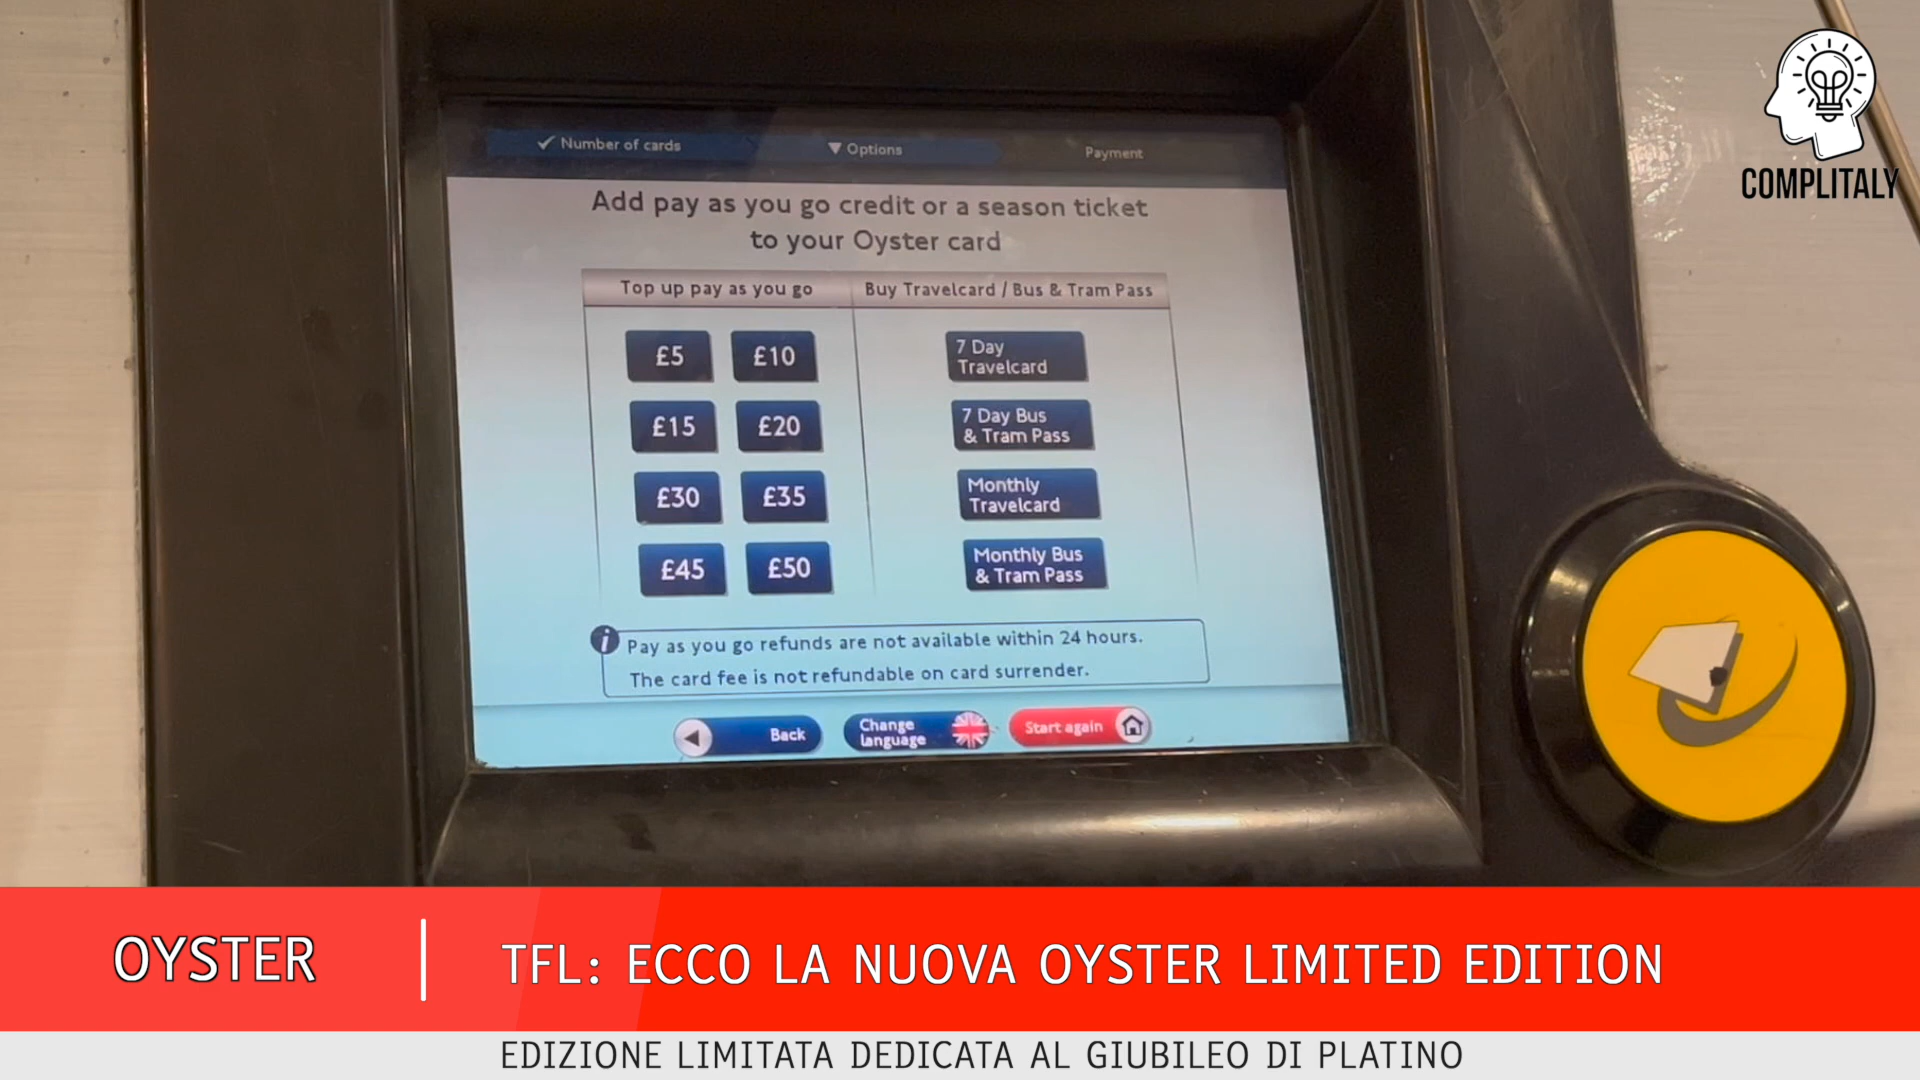 COMPLITALY
✓ Number of cards
▼ Options
Payment
Add pay as you go credit or a season ticket
to your Oyster card
Top up pay as you go
Buy Travelcard / Bus & Tram Pass
£5
£10
7 Day
Travelcard
£15
£20
7 Day Bus
& Tram Pass
£30
£35
Monthly
Travelcard
£45
£50
Monthly Bus
& Tram Pass
i
Pay as you go refunds are not available within 24 hours.
The card fee is not refundable on card surrender.
Back
Change
language
Start again
OYSTER
TFL: ECCO LA NUOVA OYSTER LIMITED EDITION
EDIZIONE LIMITATA DEDICATA AL GIUBILEO DI PLATINO